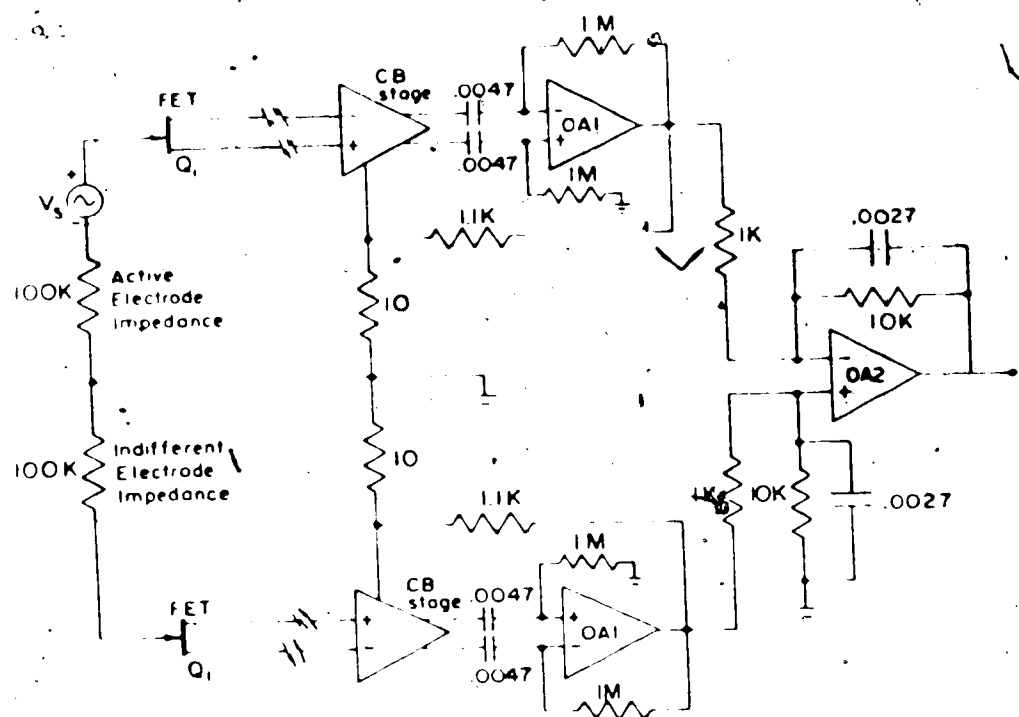 1 M
CB
stage
.0047
FET
OA1
-
+
Q1
-
+
.0047
1M
+
Vs
-
1.1K
1K
.0027
100K
Active
Electrode
Impedance
10
10K
-
OA2
+
100K
Indifferent
Electrode
Impedance
10
1.1K
1K
10K
.0027
1M
CB
stage
.0047
FET
+
-
+
-
OA1
Q1
.0047
1M